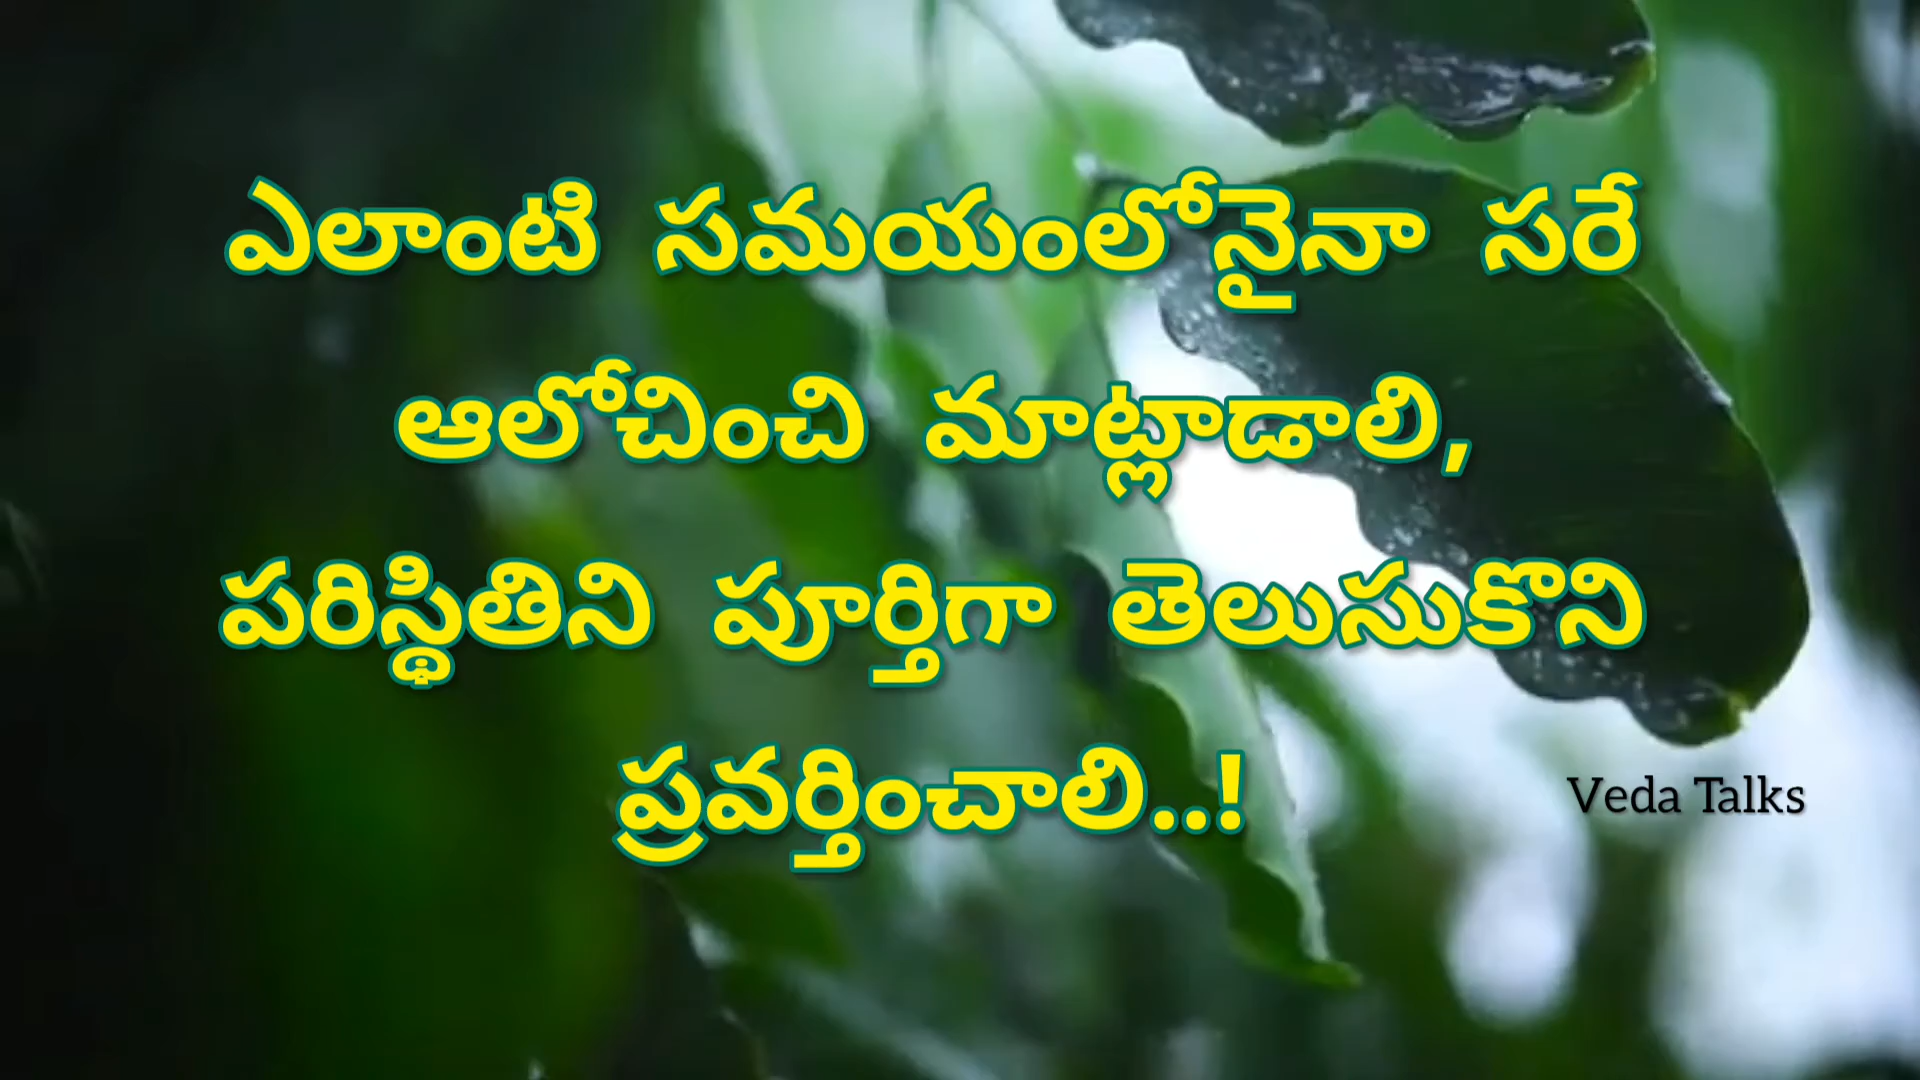 ఎలాంటి సమయంలోనైనా సరే
ఆలోచించి మాట్లాడాలి,
పరిస్థితిని పూర్తిగా తెలుసుకొని
ప్రవర్తించాలి..!
Veda Talks